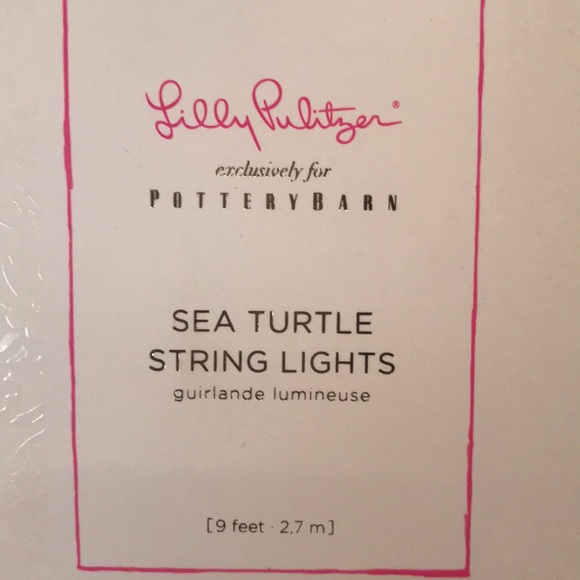 Lilly Pulitzer®
exclusively for
POTTERYBARN
SEA TURTLE
STRING LIGHTS
guirlande lumineuse
[9 feet · 2,7 m]